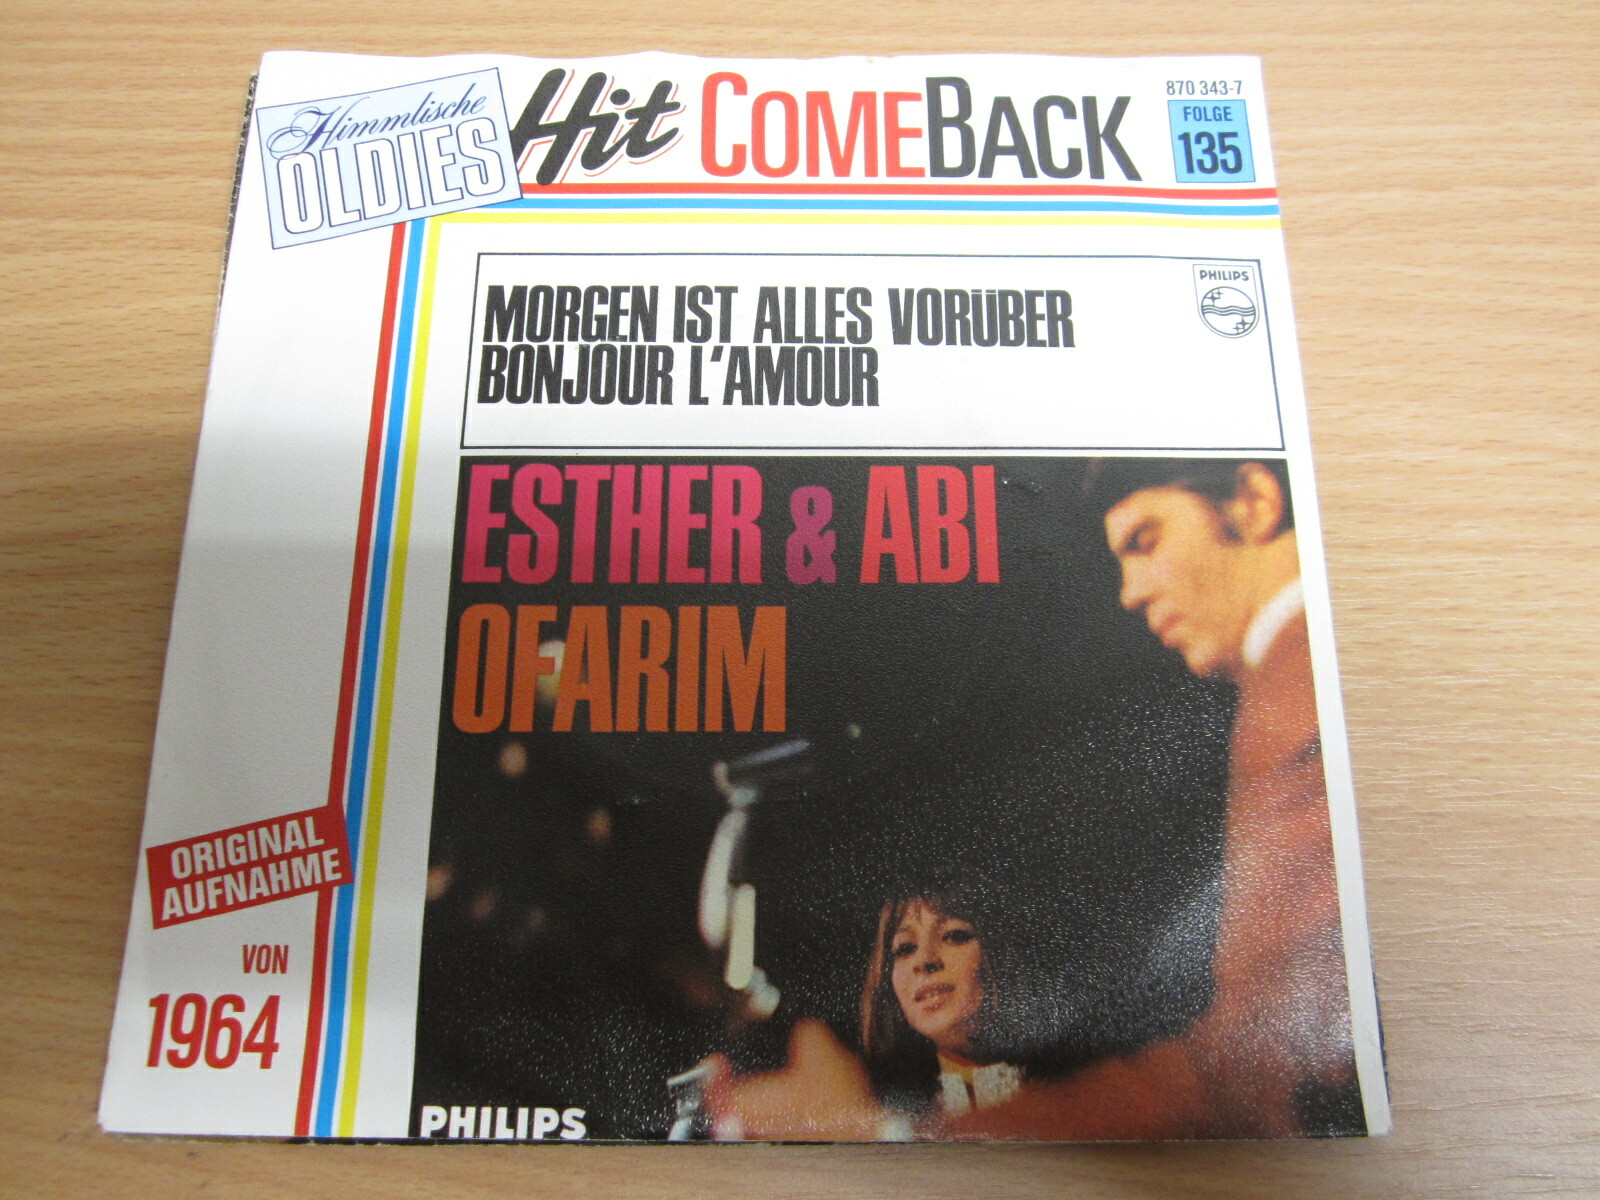 Himmlische
OLDIES
Hit COMEBACK
870 343-7
FOLGE
135
PHILIPS
MORGEN IST ALLES VORÜBER
BONJOUR L'AMOUR
ESTHER & ABI
OFARIM
ORIGINAL
AUFNAHME
VON
1964
PHILIPS